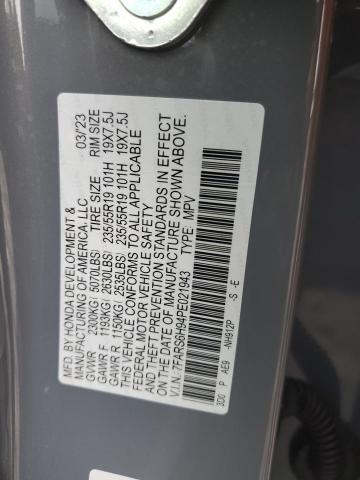 MFD. BY HONDA DEVELOPMENT & 03/23
MANUFACTURING OF AMERICA, LLC
GVWR 2300KG( 5070LBS) TIRE SIZE RIM SIZE
GAWR F 1193KG( 2630LBS) 235/55R19 101H 19X7.5J
GAWR R 1150KG( 2535LBS) 235/55R19 101H 19X7.5J
THIS VEHICLE CONFORMS TO ALL APPLICABLE
FEDERAL MOTOR VEHICLE SAFETY
AND THEFT PREVENTION STANDARDS IN EFFECT
ON THE DATE OF MANUFACTURE SHOWN ABOVE.
V.I.N.:7FARS6H94PE021943 TYPE: MPV
3D0 P AE9 -NH912P -S -E